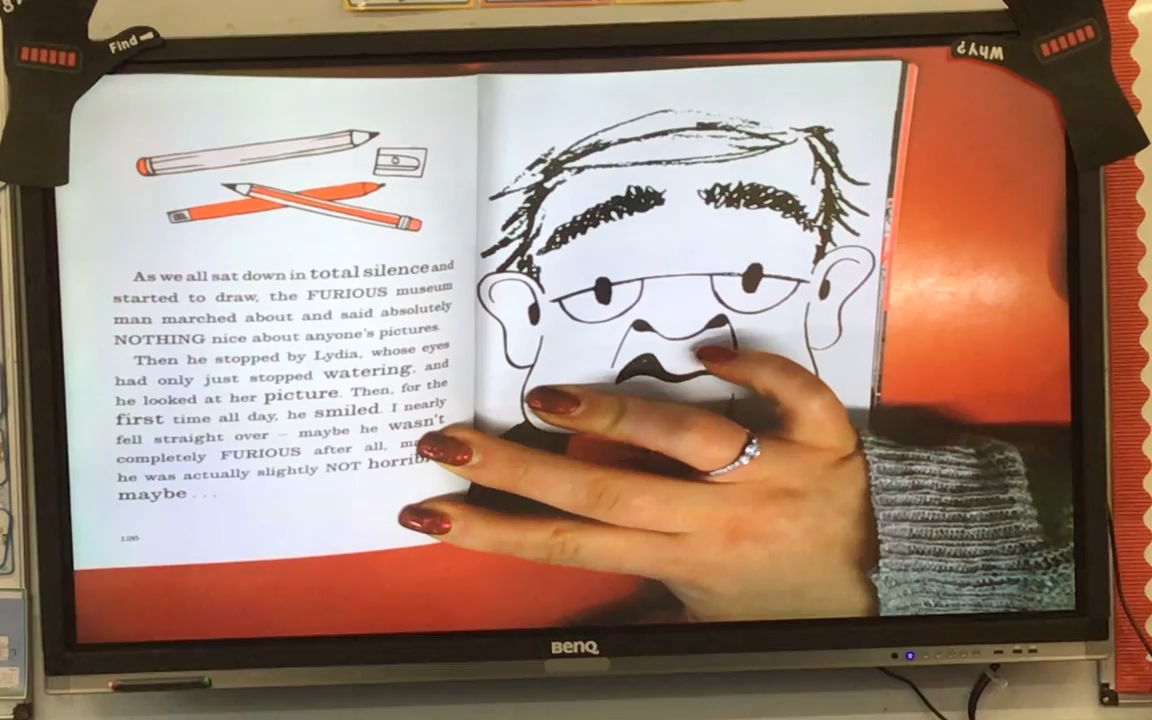 Find
Why?
As we all sat down in total silence and
started to draw, the FURIOUS museum
man marched about and said absolutely
NOTHING nice about anyone's pictures.
Then he stopped by Lydia, whose eyes
had only just stopped watering, and
he looked at her picture. Then, for the
first time all day, he smiled. I nearly
fell straight over – maybe he wasn't
completely FURIOUS after all,
he was actually slightly NOT
maybe ...
BenQ